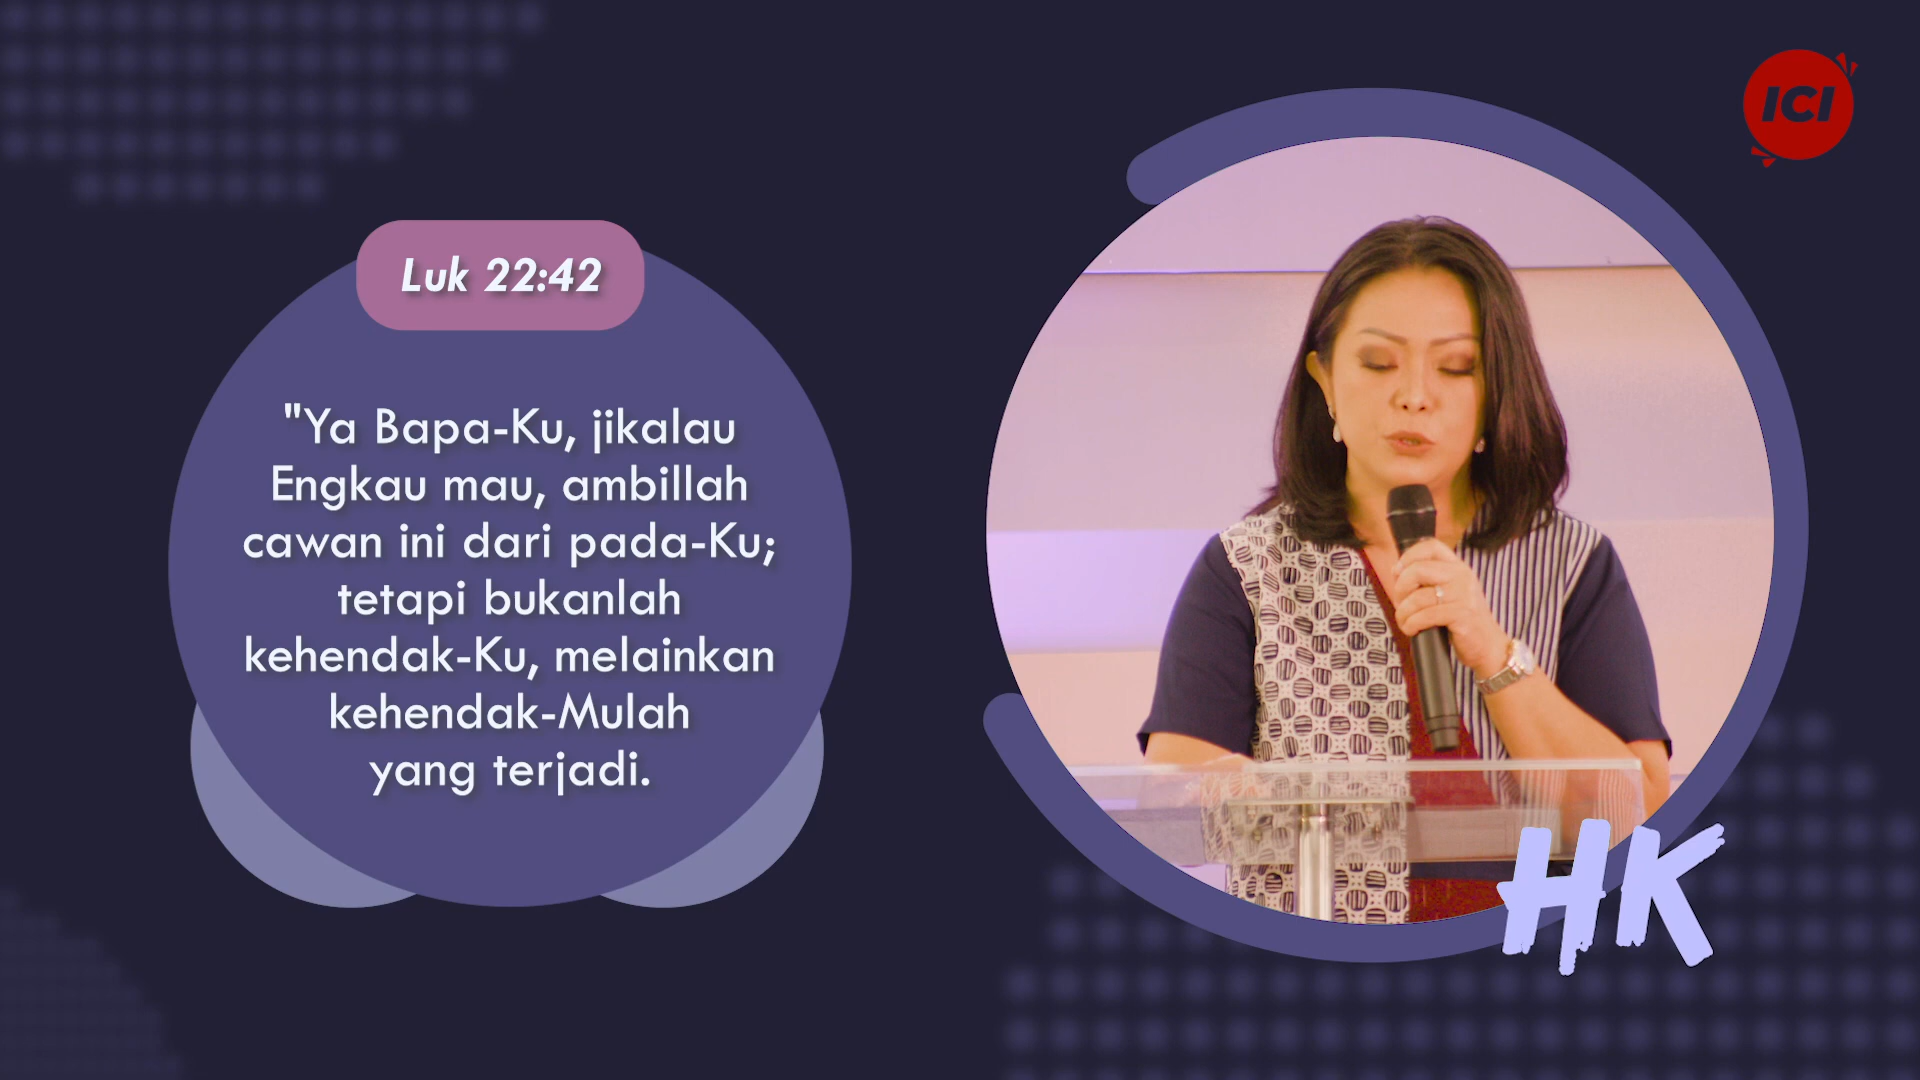 ICI
Luk 22:42
"Ya Bapa-Ku, jikalau
Engkau mau, ambillah
cawan ini dari pada-Ku;
tetapi bukanlah
kehendak-Ku, melainkan
kehendak-Mulah
yang terjadi.
HK